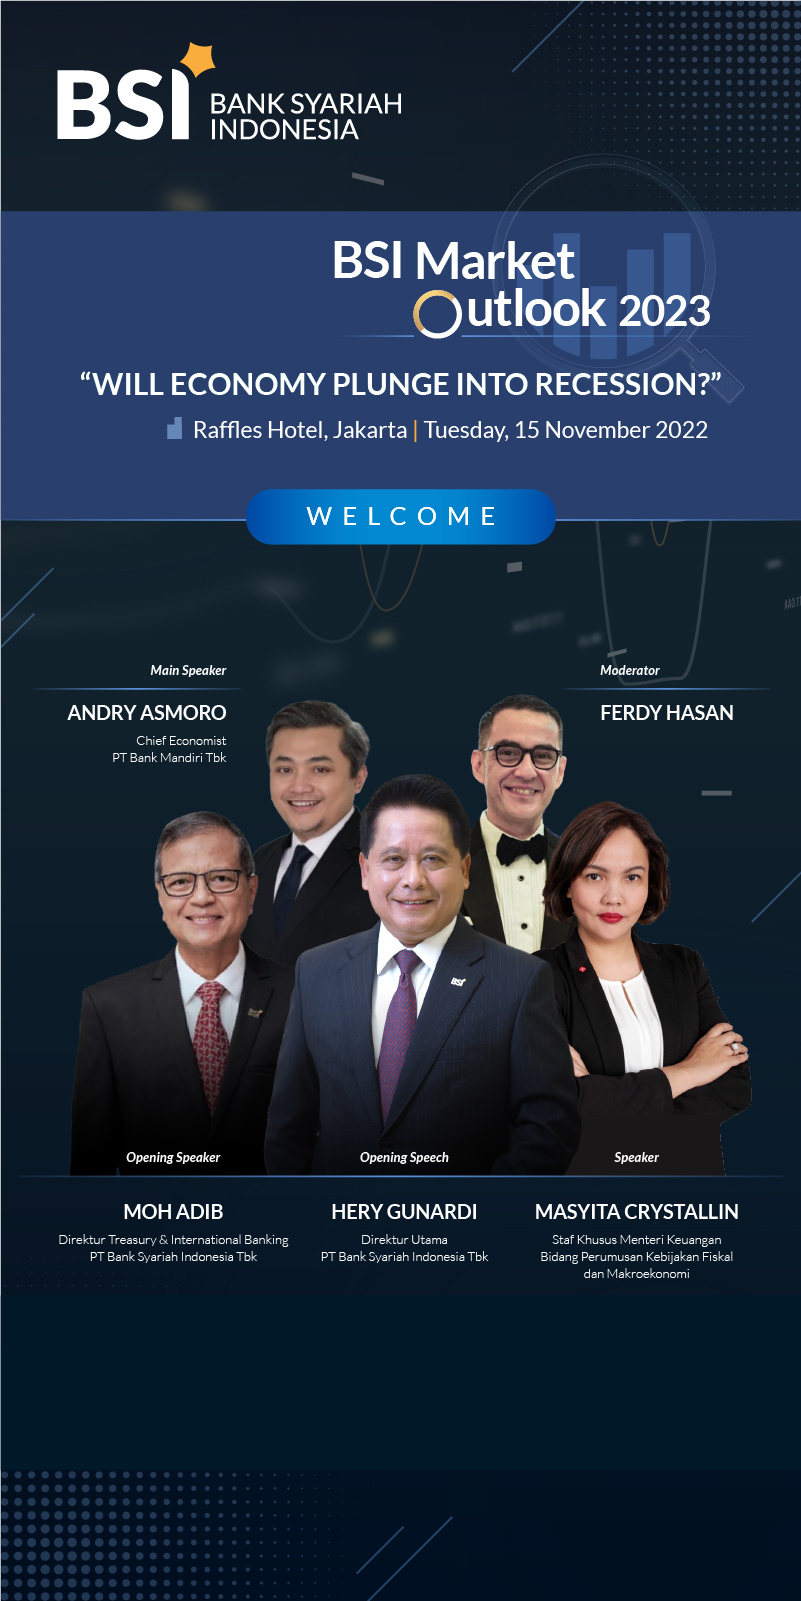 BSI BANK SYARIAH
INDONESIA
BSI Market
Outlook 2023
“WILL ECONOMY PLUNGE INTO RECESSION?”
Raffles Hotel, Jakarta | Tuesday, 15 November 2022
WELCOME
Main Speaker
ANDRY ASMORO
Chief Economist
PT Bank Mandiri Tbk
Moderator
FERDY HASAN
BSI
Opening Speaker
MOH ADIB
Direktur Treasury & International Banking
PT Bank Syariah Indonesia Tbk
Opening Speech
HERY GUNARDI
Direktur Utama
PT Bank Syariah Indonesia Tbk
Speaker
MASYITA CRYSTALLIN
Staf Khusus Menteri Keuangan
Bidang Perumusan Kebijakan Fiskal
dan Makroekonomi